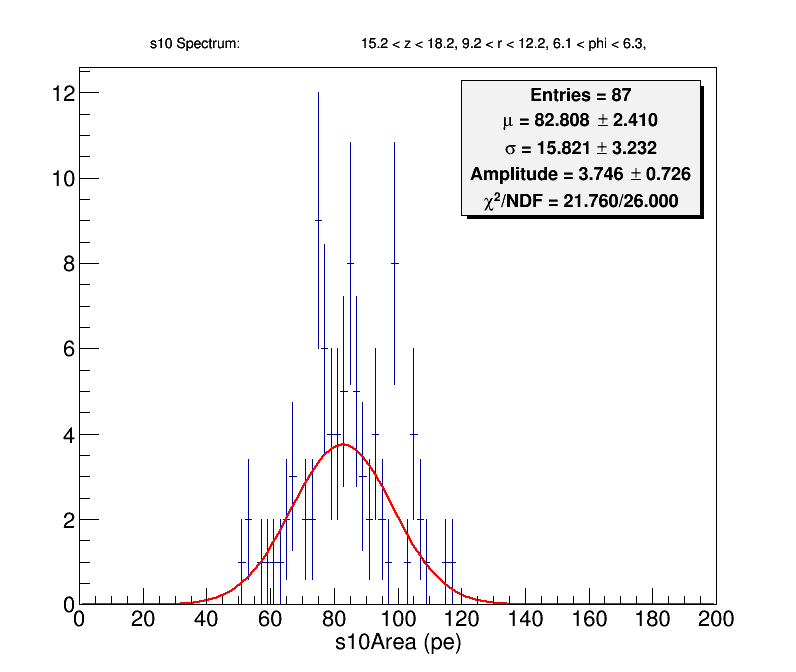 s10 Spectrum: 15.2 < z < 18.2, 9.2 < r < 12.2, 6.1 < phi < 6.3,
Entries = 87
μ = 82.808 ± 2.410
σ = 15.821 ± 3.232
Amplitude = 3.746 ± 0.726
χ²/NDF = 21.760/26.000
12
10
8
6
4
2
0
0 20 40 60 80 100 120 140 160 180 200
s10Area (pe)